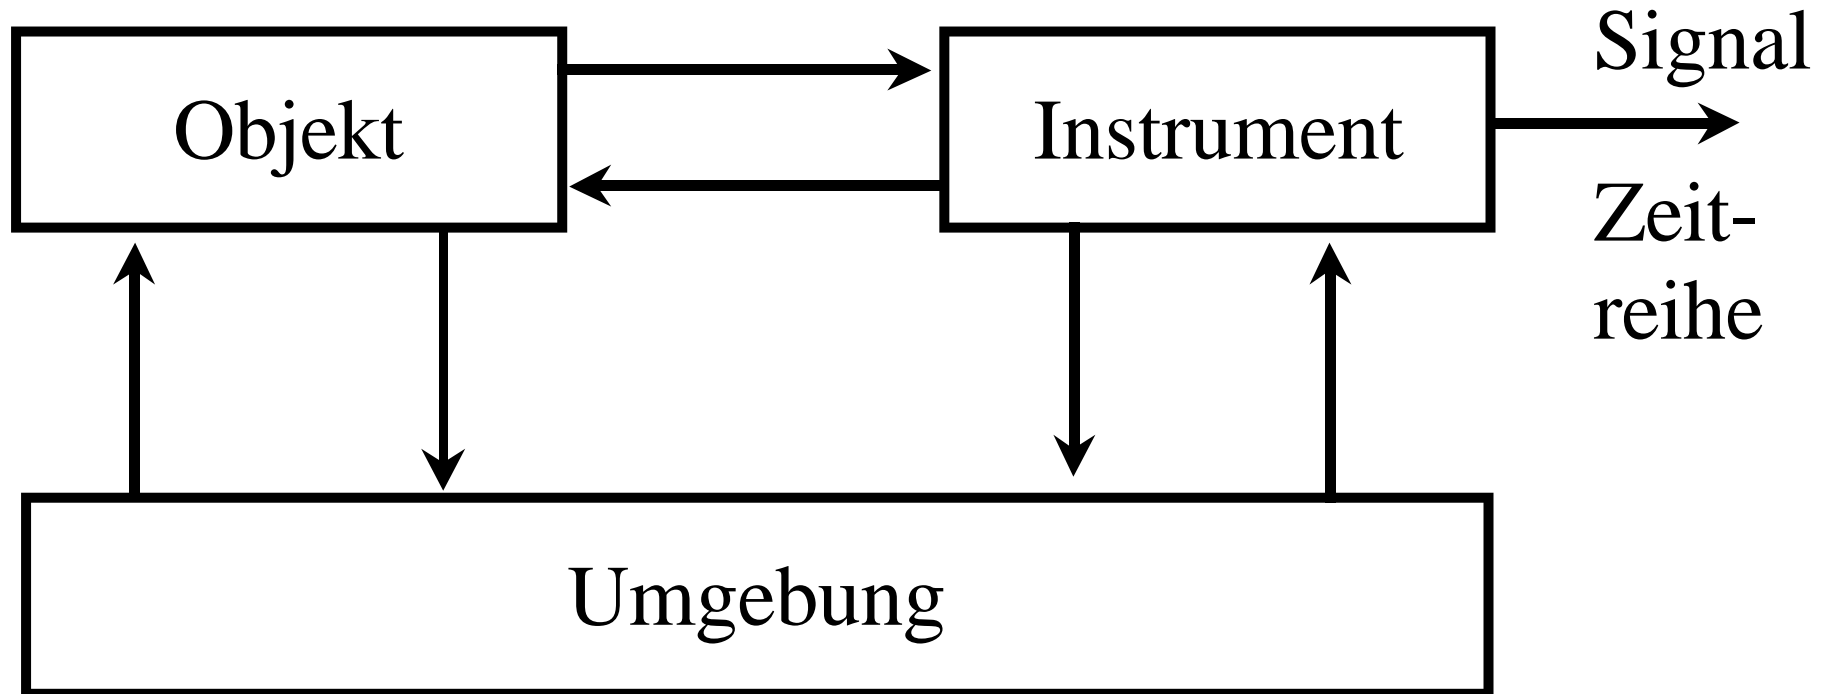 Objekt
Instrument
Signal
Zeit-
reihe
Umgebung